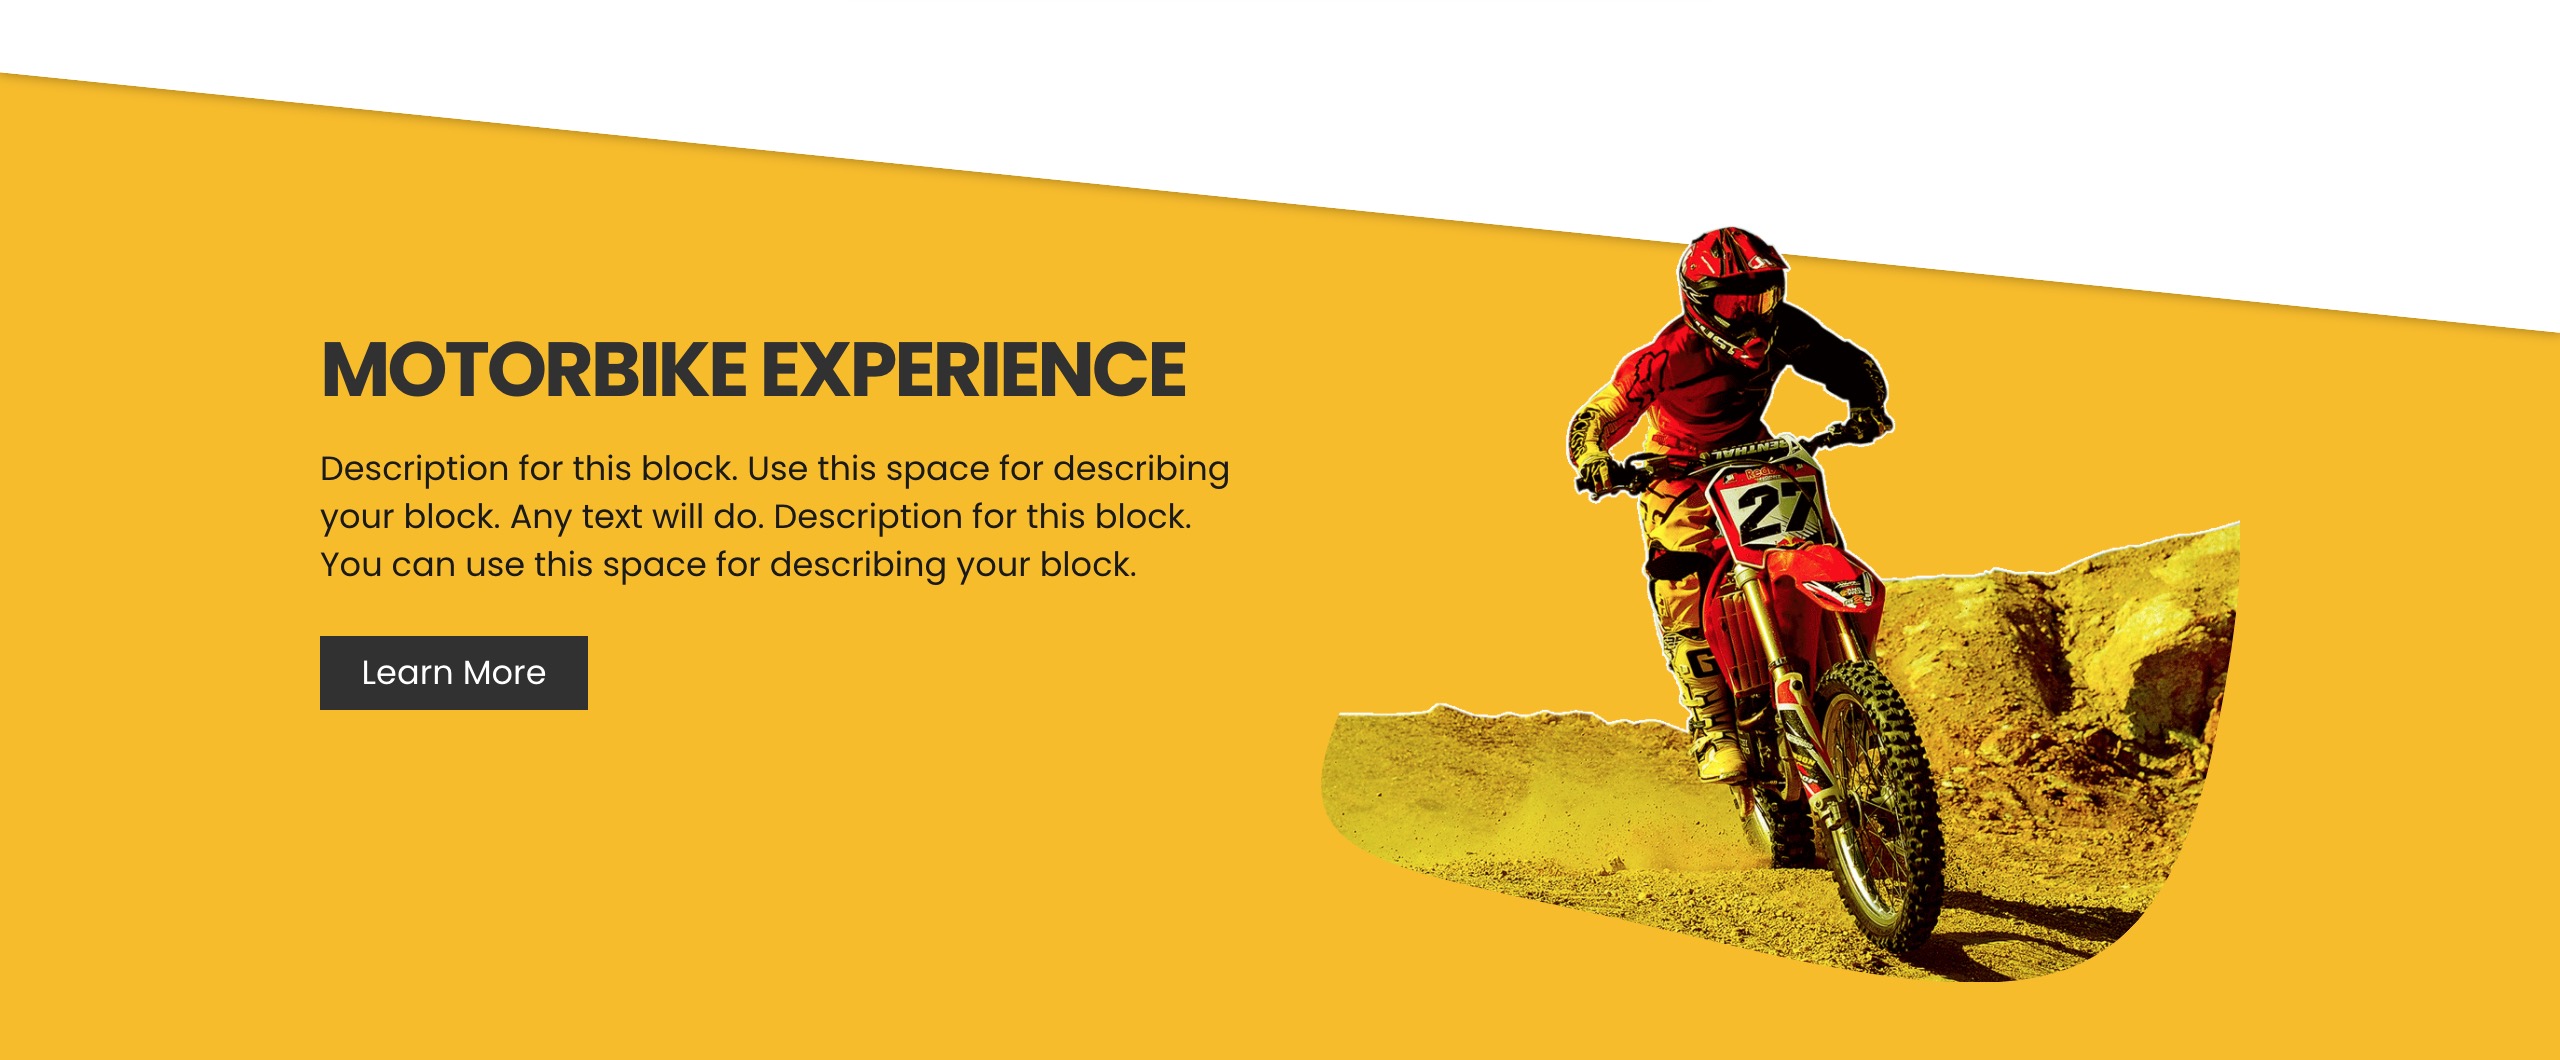 MOTORBIKE EXPERIENCE
Description for this block. Use this space for describing
your block. Any text will do. Description for this block.
You can use this space for describing your block.
Learn More
RENTHAL
27
G